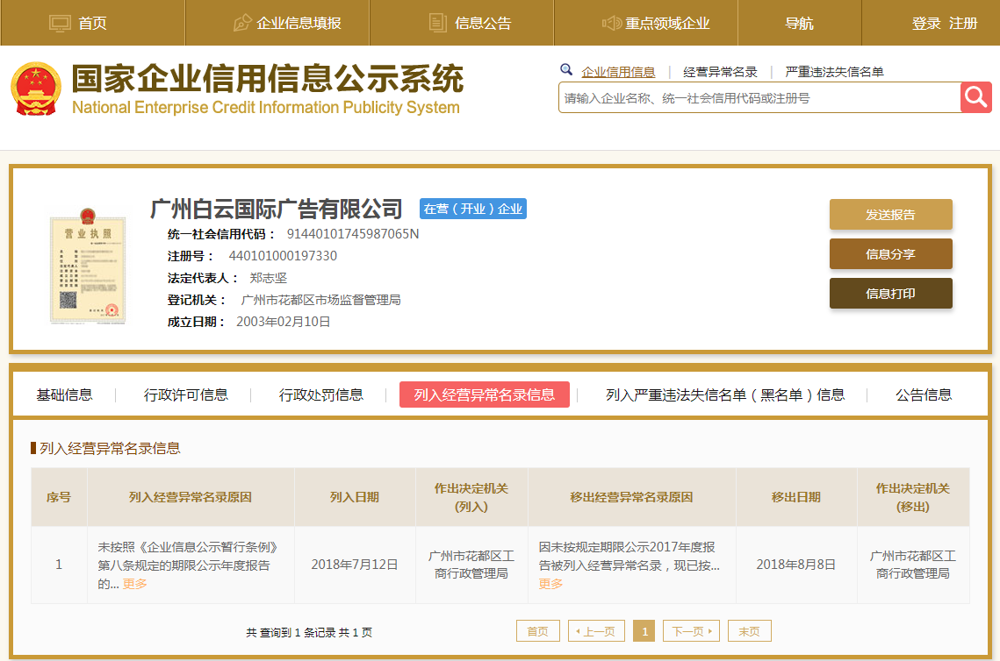 首页 企业信息填报 信息公告 重点领域企业 导航 登录 注册
国家企业信用信息公示系统
National Enterprise Credit Information Publicity System
企业信用信息 | 经营异常名录 | 严重违法失信名单
请输入企业名称、统一社会信用代码或注册号
营业执照
广州白云国际广告有限公司 在营（开业）企业
统一社会信用代码： 91440101745987065N
注册号： 440101000197330
法定代表人： 郑志坚
登记机关： 广州市花都区市场监督管理局
成立日期： 2003年02月10日
发送报告
信息分享
信息打印
基础信息 行政许可信息 行政处罚信息 列入经营异常名录信息 列入严重违法失信名单（黑名单）信息 公告信息
列入经营异常名录信息
序号 列入经营异常名录原因 列入日期 作出决定机关(列入) 移出经营异常名录原因 移出日期 作出决定机关(移出)
1
未按照《企业信息公示暂行条例》
第八条规定的期限公示年度报告
的... 更多
2018年7月12日
广州市花都区工
商行政管理局
因未按规定期限公示2017年度报
告被列入经营异常名录，现已按...
更多
2018年8月8日
广州市花都区工
商行政管理局
共 查询到 1 条记录 共 1 页 首页 上一页 1 下一页 末页